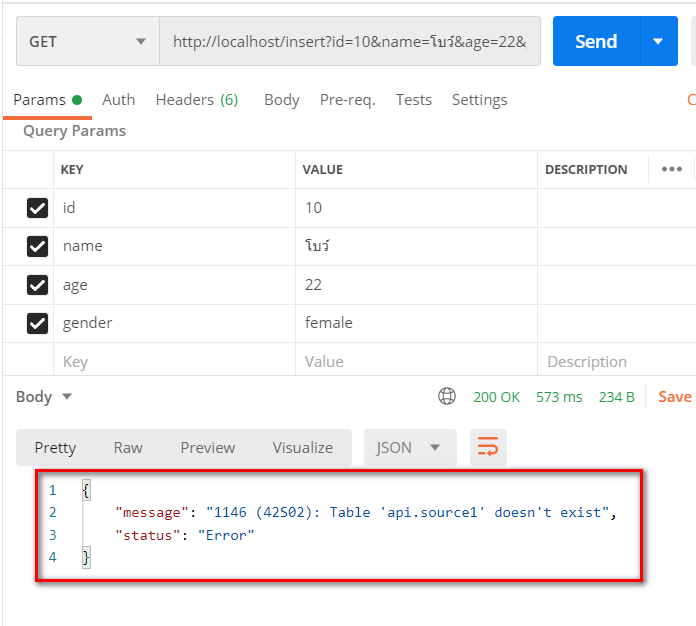 GET http://localhost/insert?id=10&name=โบว์&age=22& Send
Params Auth Headers (6) Body Pre-req. Tests Settings
Query Params
KEY VALUE DESCRIPTION
id 10
name โบว์
age 22
gender female
Key Value Description
Body 200 OK 573 ms 234 B Save
Pretty Raw Preview Visualize JSON
1 {
2 "message": "1146 (42S02): Table 'api.source1' doesn't exist",
3 "status": "Error"
4 }